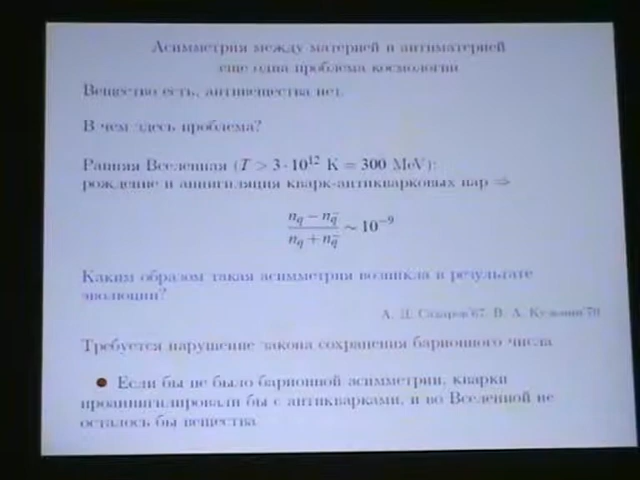 Асимметрия между материей и антиматерией
еще одна проблема космологии
Вещество есть, антивещества нет.
В чем здесь проблема?
Ранняя Вселенная (T > 3 · 10¹² K = 300 MeV):
рождение и аннигиляция кварк-антикварковых пар ⇒
(n_q − n_q̄) / (n_q + n_q̄) ~ 10⁻⁹
Каким образом такая асимметрия возникла в результате
эволюции?
А. Д. Сахаров'67, В. А. Кузьмин'70
Требуется нарушение закона сохранения барионного числа
● Если бы не было барионной асимметрии, кварки
проаннигилировали бы с антикварками, и во Вселенной не
осталось бы вещества